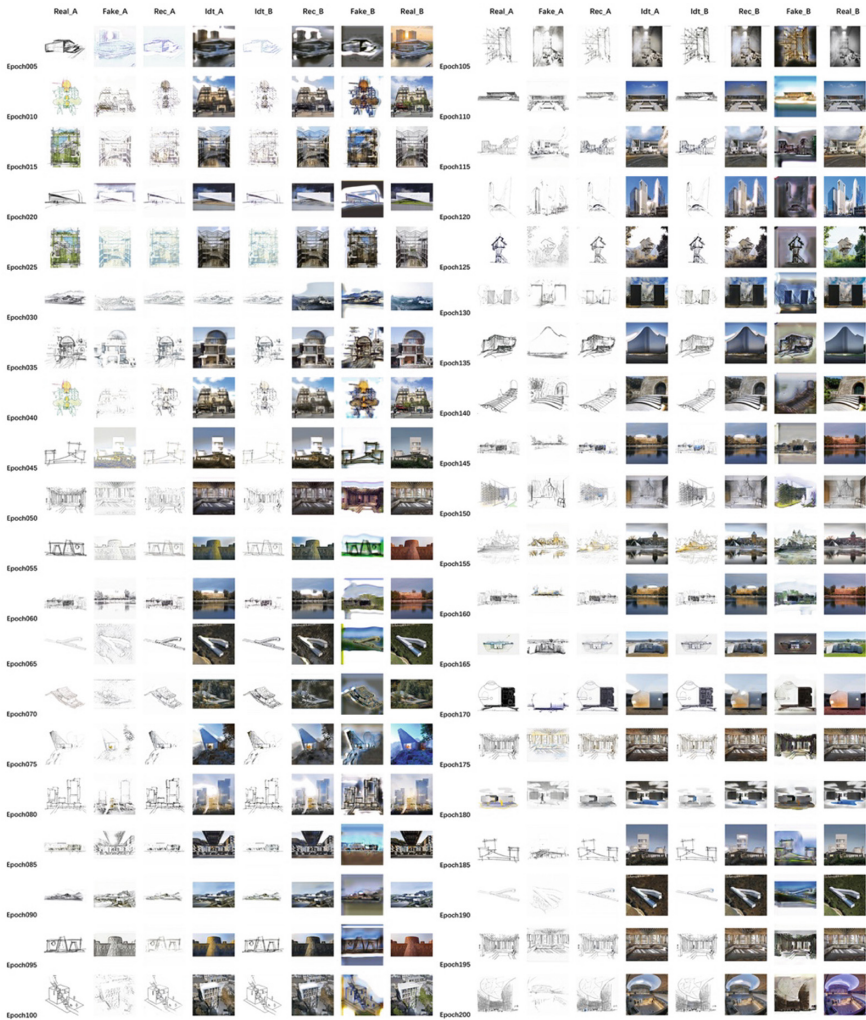 Real_A Fake_A Rec_A Idt_A Idt_B Rec_B Fake_B Real_B
Epoch005
Epoch010
Epoch015
Epoch020
Epoch025
Epoch030
Epoch035
Epoch040
Epoch045
Epoch050
Epoch055
Epoch060
Epoch065
Epoch070
Epoch075
Epoch080
Epoch085
Epoch090
Epoch095
Epoch100
Real_A Fake_A Rec_A Idt_A Idt_B Rec_B Fake_B Real_B
Epoch105
Epoch110
Epoch115
Epoch120
Epoch125
Epoch130
Epoch135
Epoch140
Epoch145
Epoch150
Epoch155
Epoch160
Epoch165
Epoch170
Epoch175
Epoch180
Epoch185
Epoch190
Epoch195
Epoch200